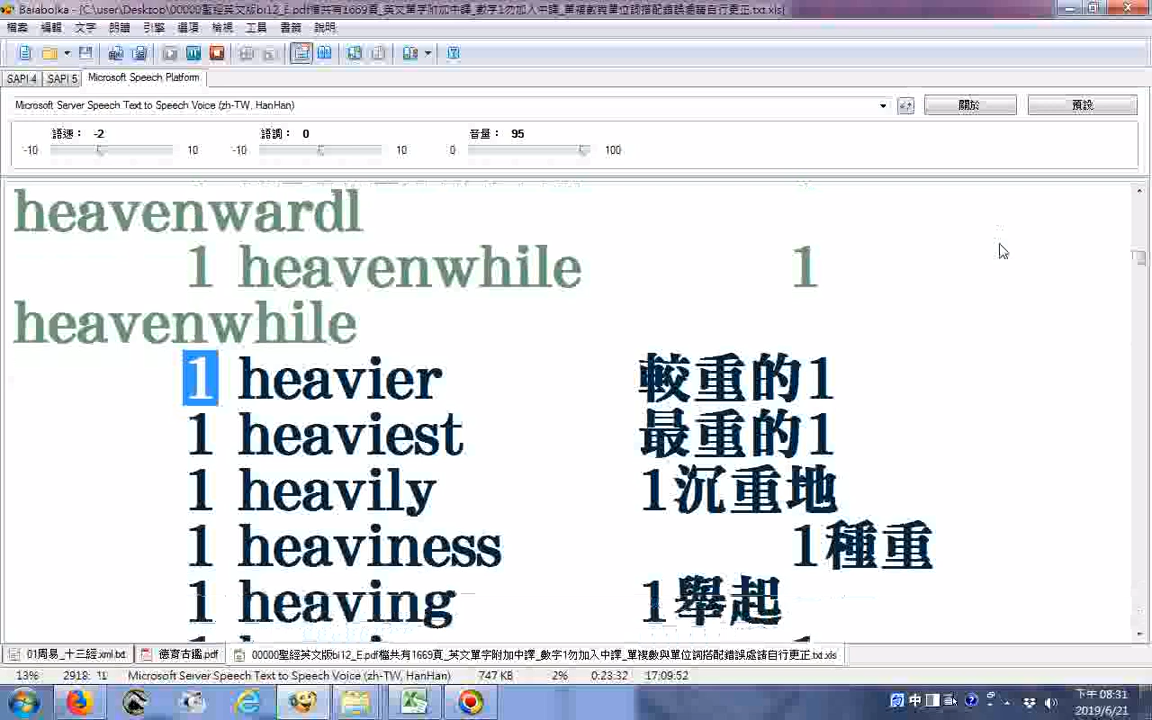 Balabolka - [C:\user\Desktop\00000聖經英文版bi12_E.pdf檔共有1669頁_英文單字附加中譯_數字1勿加入中譯_單複數與單位詞搭配錯誤處請自行更正.txt.xls]
檔案 編輯 文字 朗讀 引擎 選項 檢視 工具 書籤 說明
SAPI 4 SAPI 5 Microsoft Speech Platform
Microsoft Server Speech Text to Speech Voice (zh-TW, HanHan) 關於 預設
語速： -2 語調： 0 音量： 95
-10 10 -10 10 0 100
heavenwardl
1 heavenwhile 1
heavenwhile
1 heavier 較重的1
1 heaviest 最重的1
1 heavily 1沉重地
1 heaviness 1種重
1 heaving 1舉起
01周易_十三經.xml.txt 德育古鑑.pdf 00000聖經英文版bi12_E.pdf檔共有1669頁_英文單字附加中譯_數字1勿加入中譯_單複數與單位詞搭配錯誤處請自行更正.txt.xls
13% 2918: 11 Microsoft Server Speech Text to Speech Voice (zh-TW, HanHan) 747 KB 2% 0:23:32 17:09:52
中 下午 08:31
2019/6/21